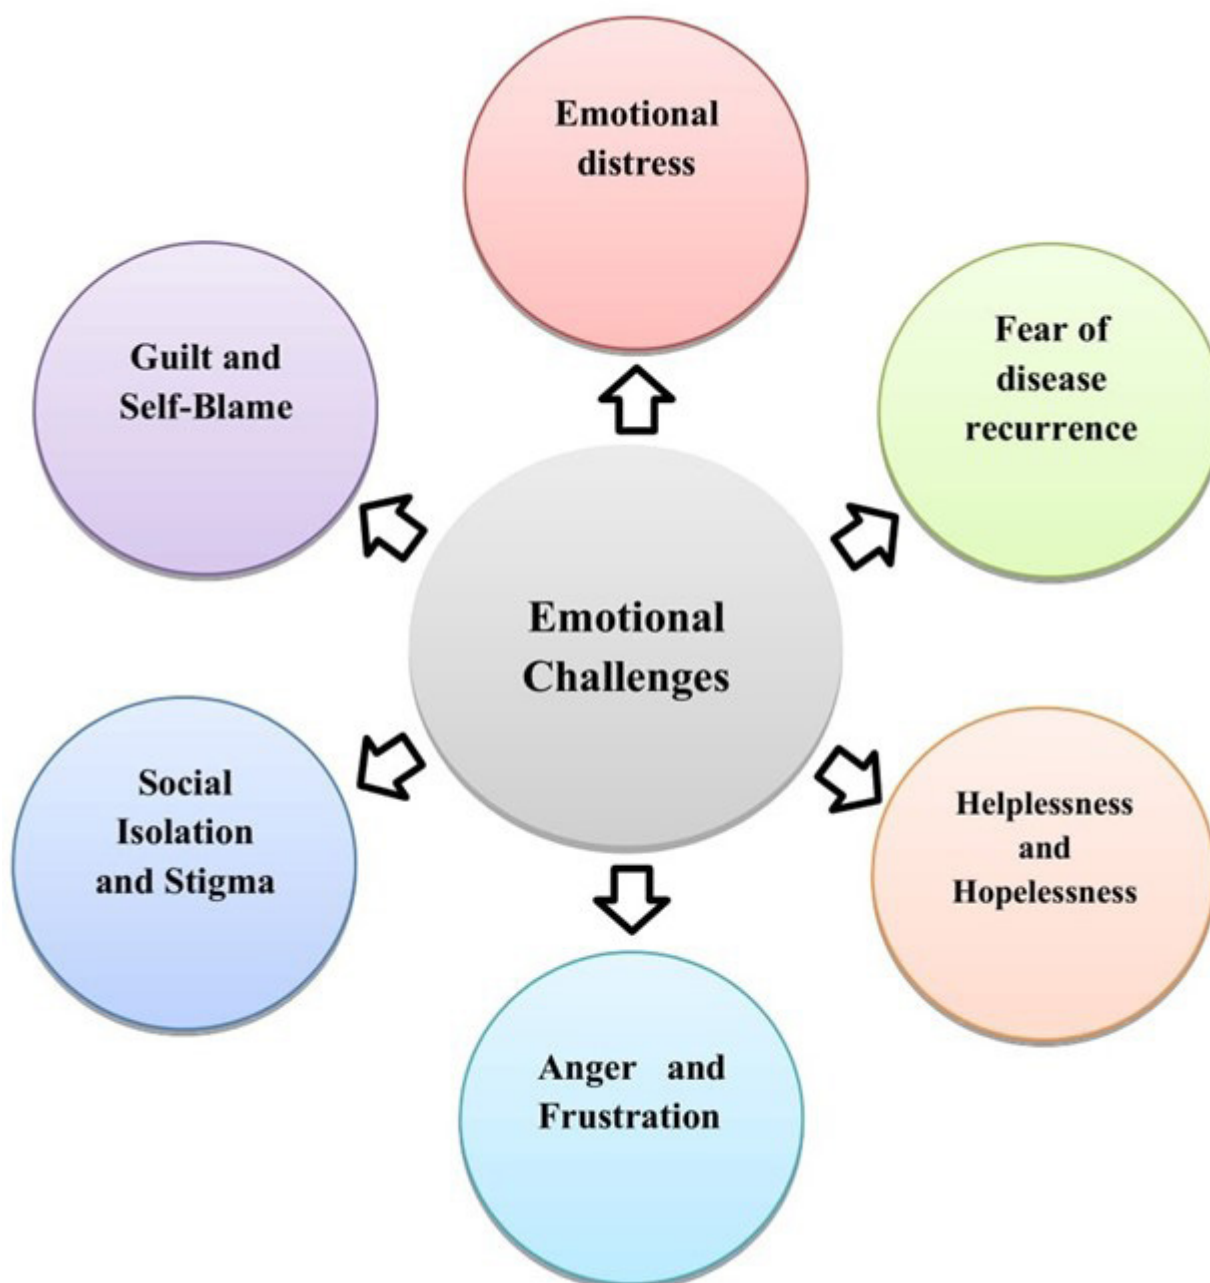 Emotional
distress
Fear of
disease
recurrence
Guilt and
Self-Blame
Emotional
Challenges
Social
Isolation
and Stigma
Helplessness
and
Hopelessness
Anger and
Frustration